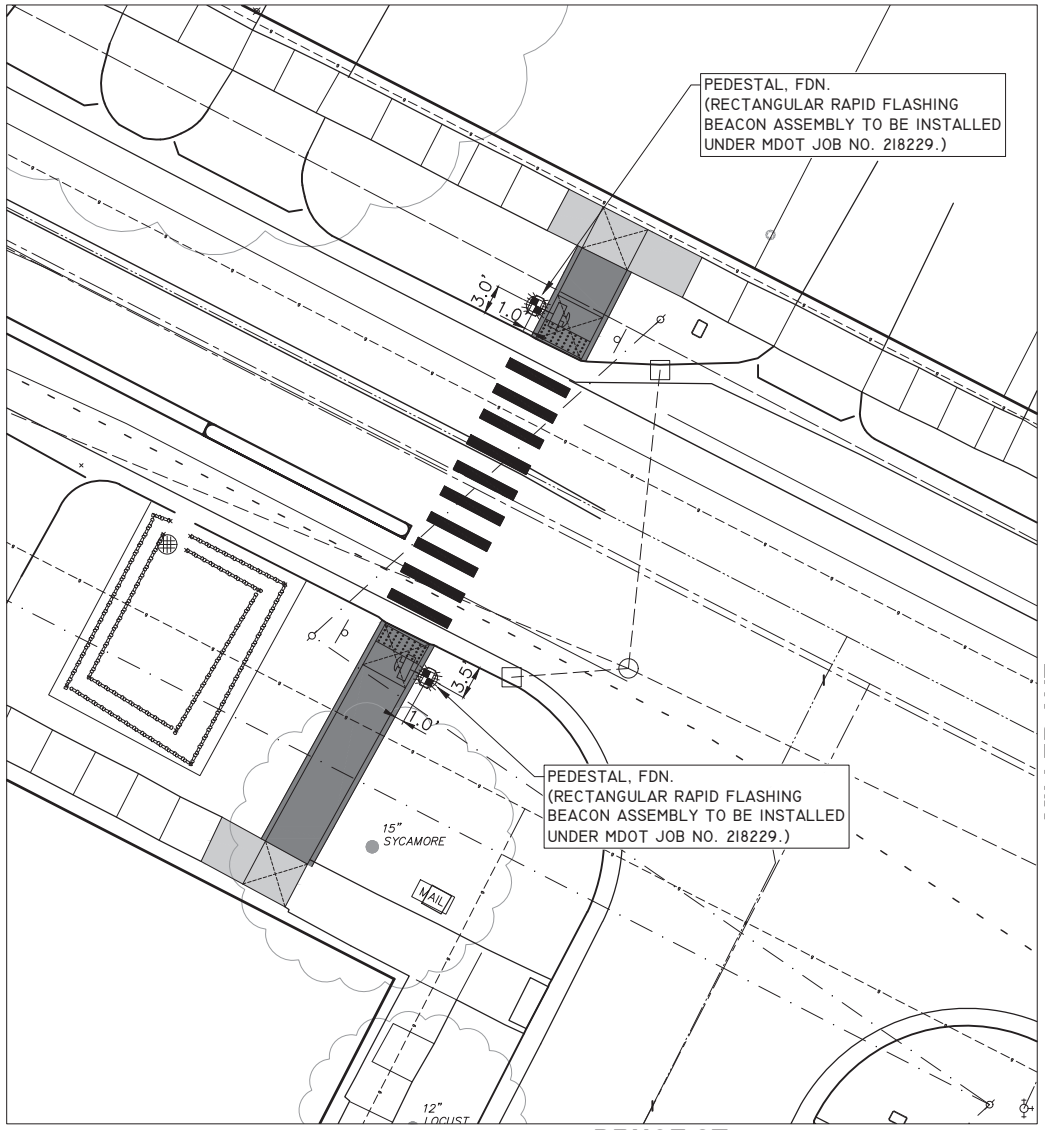 PEDESTAL, FDN.
(RECTANGULAR RAPID FLASHING
BEACON ASSEMBLY TO BE INSTALLED
UNDER MDOT JOB NO. 218229.)
3.0'
1.0'
3.5'
1.0'
PEDESTAL, FDN.
(RECTANGULAR RAPID FLASHING
BEACON ASSEMBLY TO BE INSTALLED
UNDER MDOT JOB NO. 218229.)
15"
SYCAMORE
MAIL
12"
LOCUST